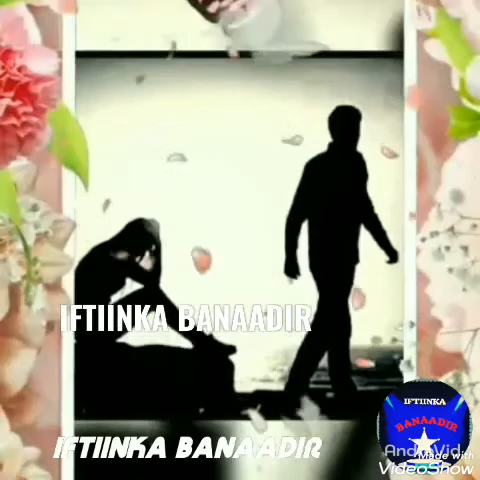 IFTIINKA BANAADIR
IFTIINKA BANAADIR
IFTIINKA
BANAADIR
Made with
VideoShow